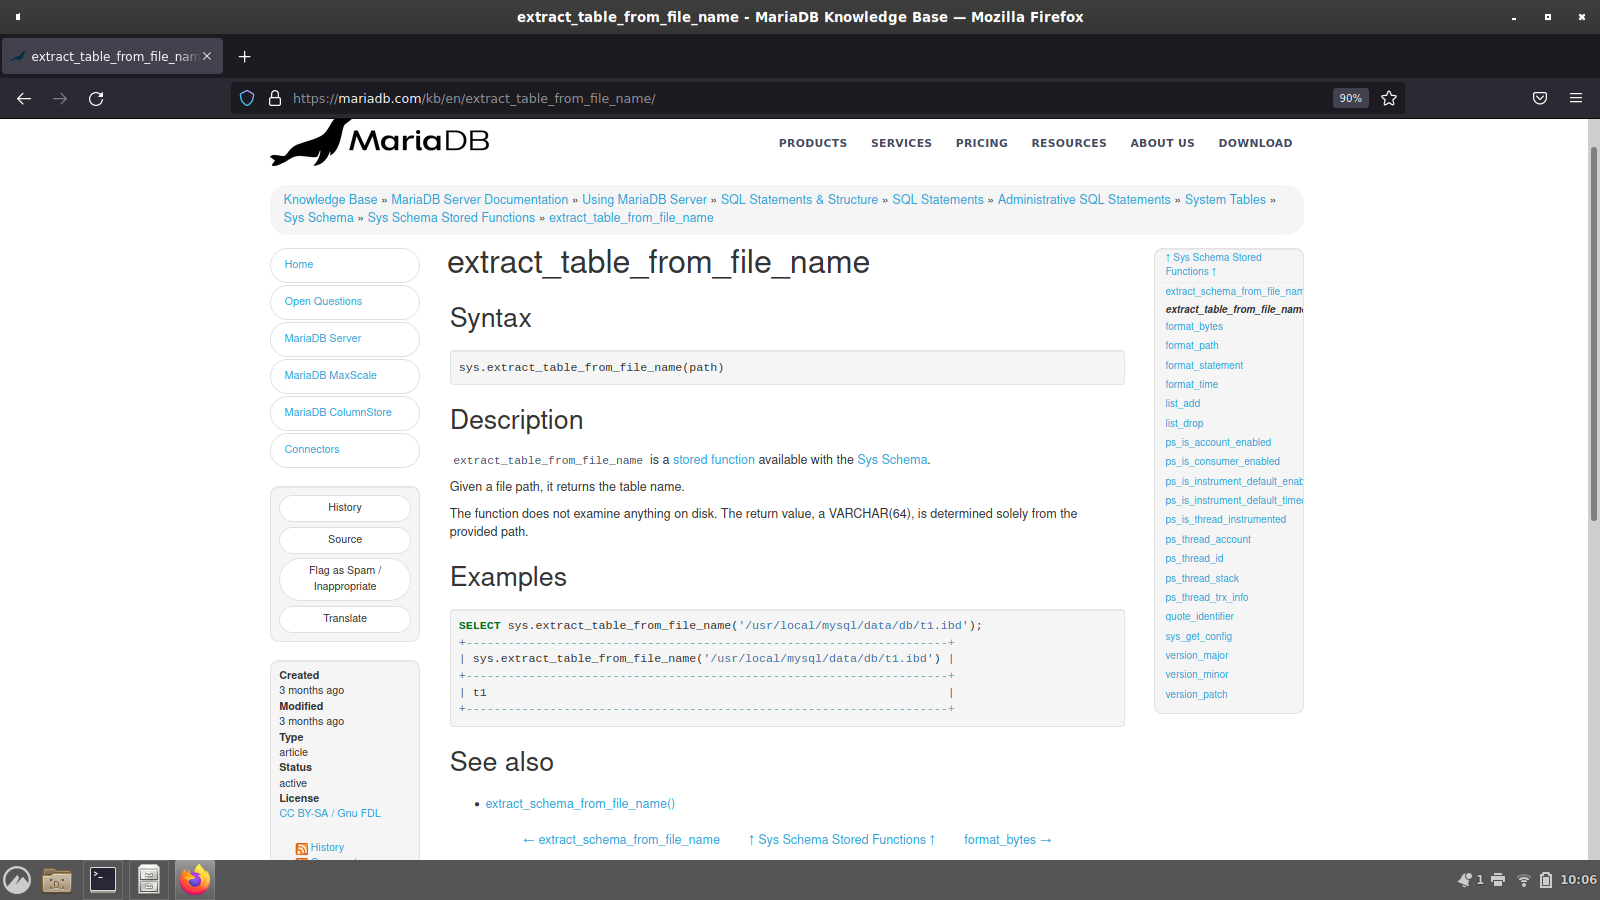 extract_table_from_file_name - MariaDB Knowledge Base — Mozilla Firefox
extract_table_from_file_nam
https://mariadb.com/kb/en/extract_table_from_file_name/
90%
MariaDB
PRODUCTS SERVICES PRICING RESOURCES ABOUT US DOWNLOAD
Knowledge Base » MariaDB Server Documentation » Using MariaDB Server » SQL Statements & Structure » SQL Statements » Administrative SQL Statements » System Tables »
Sys Schema » Sys Schema Stored Functions » extract_table_from_file_name
Home
Open Questions
MariaDB Server
MariaDB MaxScale
MariaDB ColumnStore
Connectors
History
Source
Flag as Spam /
Inappropriate
Translate
Created
3 months ago
Modified
3 months ago
Type
article
Status
active
License
CC BY-SA / Gnu FDL
History
extract_table_from_file_name
Syntax
sys.extract_table_from_file_name(path)
Description
extract_table_from_file_name is a stored function available with the Sys Schema.
Given a file path, it returns the table name.
The function does not examine anything on disk. The return value, a VARCHAR(64), is determined solely from the
provided path.
Examples
SELECT sys.extract_table_from_file_name('/usr/local/mysql/data/db/t1.ibd');
+---------------------------------------------------------------------+
| sys.extract_table_from_file_name('/usr/local/mysql/data/db/t1.ibd') |
+---------------------------------------------------------------------+
| t1                                                                  |
+---------------------------------------------------------------------+
See also
• extract_schema_from_file_name()
← extract_schema_from_file_name ↑ Sys Schema Stored Functions ↑ format_bytes →
↑ Sys Schema Stored
Functions ↑
extract_schema_from_file_nam
extract_table_from_file_name
format_bytes
format_path
format_statement
format_time
list_add
list_drop
ps_is_account_enabled
ps_is_consumer_enabled
ps_is_instrument_default_enab
ps_is_instrument_default_timed
ps_is_thread_instrumented
ps_thread_account
ps_thread_id
ps_thread_stack
ps_thread_trx_info
quote_identifier
sys_get_config
version_major
version_minor
version_patch
1
10:06